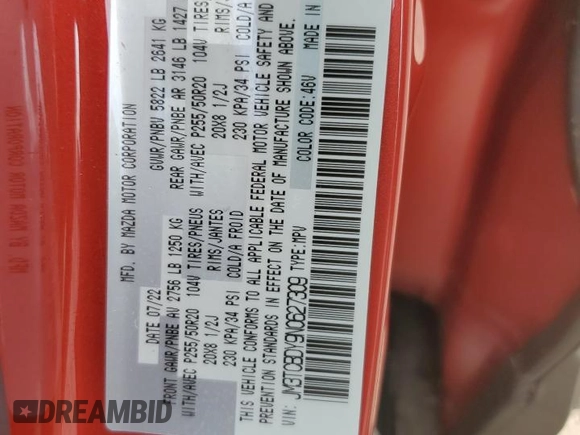 MFD. BY MAZDA MOTOR CORPORATION
DATE 07/22 GVWR/PNBV 5822 LB 2641 KG
FRONT GAWR/PNBE AV 2756 LB 1250 KG REAR GAWR/PNBE AR 3146 LB 1427
WITH/AVEC P255/50R20 104V TIRES/PNEUS WITH/AVEC P255/50R20 104V TIRES
20X8 1/2J RIMS/JANTES 20X8 1/2J RIMS/
230 KPA/34 PSI COLD/A FROID 230 KPA/34 PSI COLD/A
THIS VEHICLE CONFORMS TO ALL APPLICABLE FEDERAL MOTOR VEHICLE SAFETY AND
PREVENTION STANDARDS IN EFFECT ON THE DATE OF MANUFACTURE SHOWN ABOVE.
VIN: JM3TCBDY9N0627309 TYPE:MPV COLOR CODE:46V MADE IN
DREAMBID